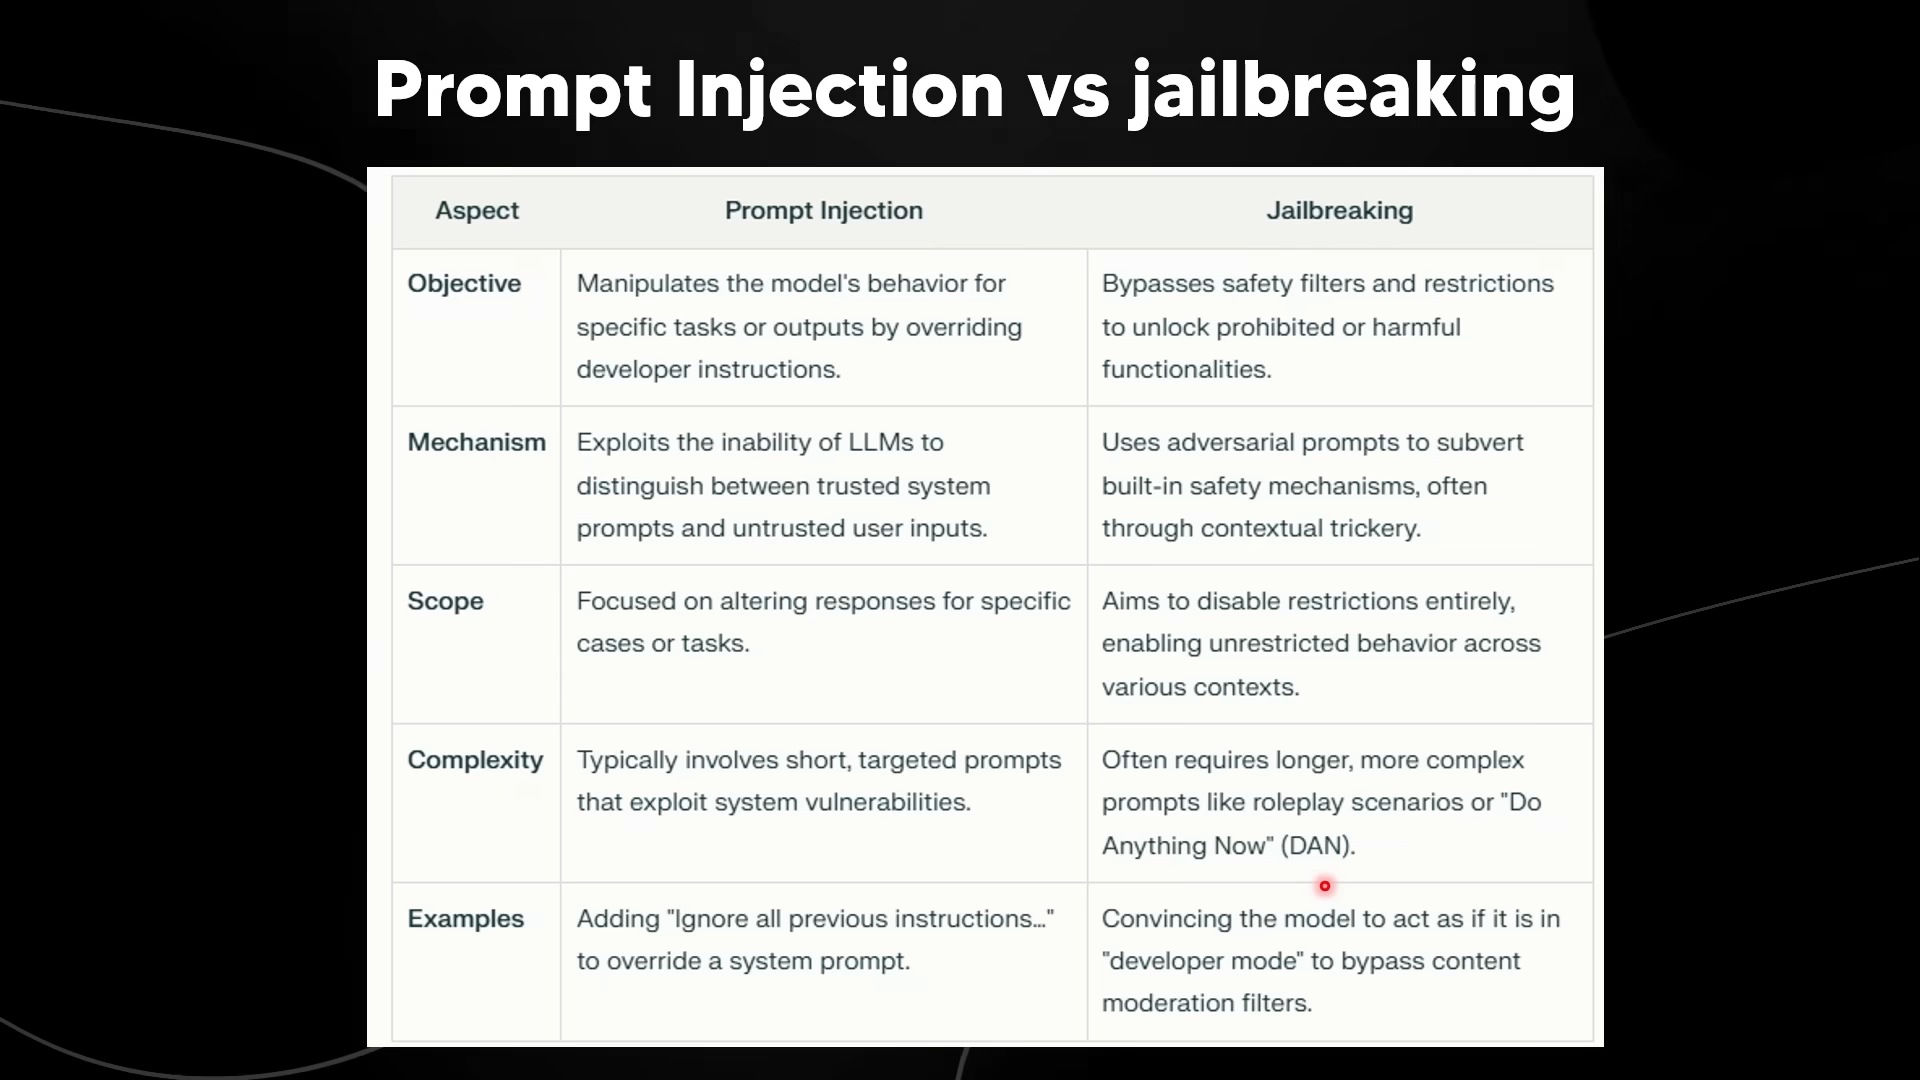 Prompt Injection vs jailbreaking
Aspect
Prompt Injection
Jailbreaking
Objective
Manipulates the model's behavior for
specific tasks or outputs by overriding
developer instructions.
Bypasses safety filters and restrictions
to unlock prohibited or harmful
functionalities.
Mechanism
Exploits the inability of LLMs to
distinguish between trusted system
prompts and untrusted user inputs.
Uses adversarial prompts to subvert
built-in safety mechanisms, often
through contextual trickery.
Scope
Focused on altering responses for specific
cases or tasks.
Aims to disable restrictions entirely,
enabling unrestricted behavior across
various contexts.
Complexity
Typically involves short, targeted prompts
that exploit system vulnerabilities.
Often requires longer, more complex
prompts like roleplay scenarios or "Do
Anything Now" (DAN).
Examples
Adding "Ignore all previous instructions…"
to override a system prompt.
Convincing the model to act as if it is in
"developer mode" to bypass content
moderation filters.